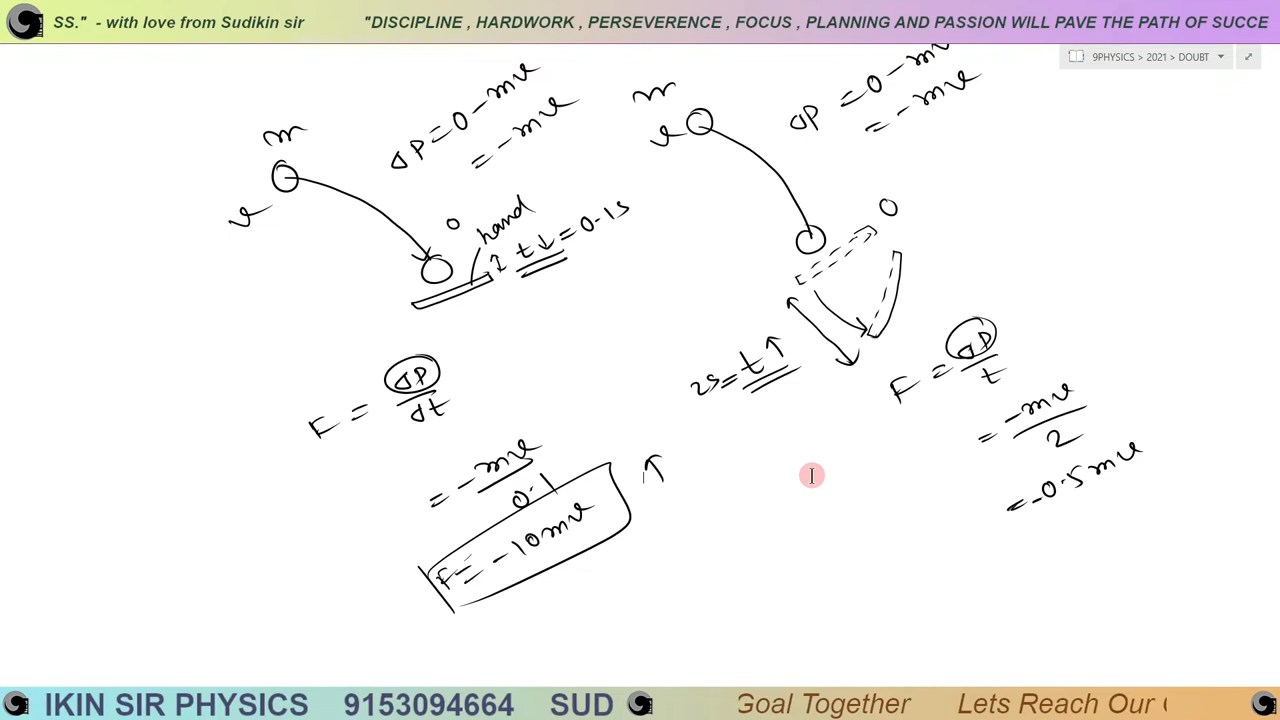 SS." - with love from Sudikin sir "DISCIPLINE , HARDWORK , PERSEVERENCE , FOCUS , PLANNING AND PASSION WILL PAVE THE PATH OF SUCCE
9PHYSICS > 2021 > DOUBT
m
v
ΔP = 0 - mv
= - mv
0
hand
t↓ = 0.1s
F = ΔP/Δt
= -mv/0.1
F = -10mv ↑
m
v
ΔP = 0 - mv
= - mv
0
2s = t↑
F = ΔP/t
= -mv/2
= -0.5mv
IKIN SIR PHYSICS 9153094664 SUD Goal Together Lets Reach Our